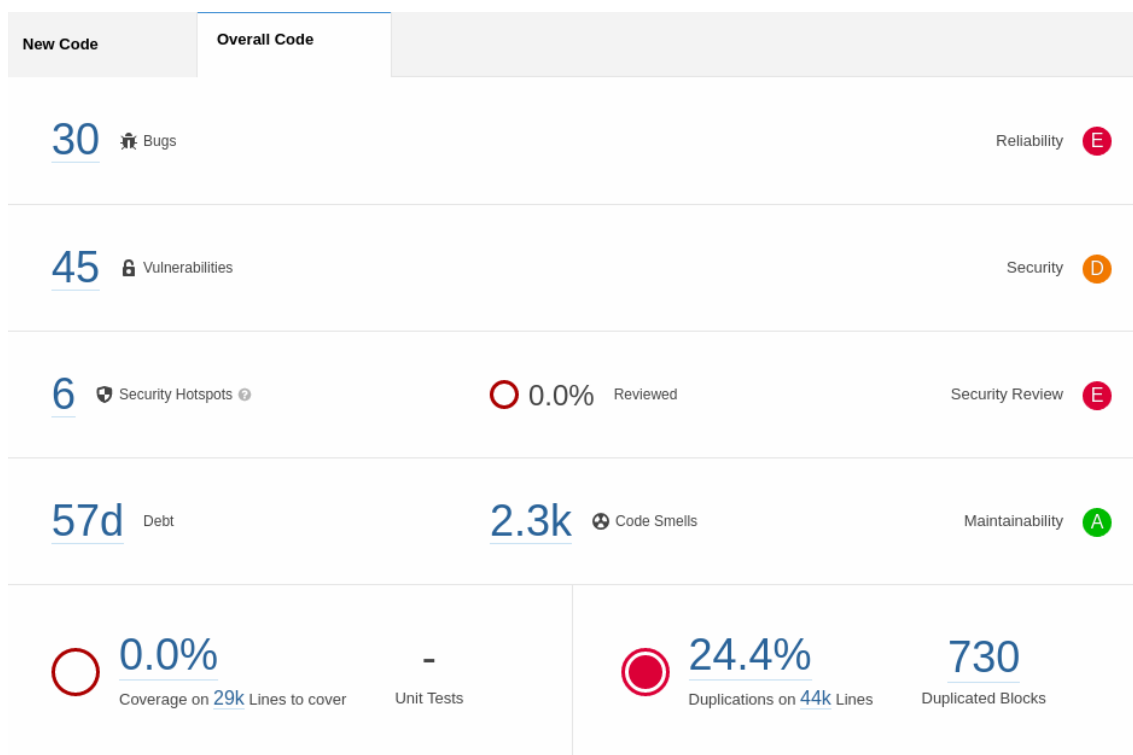 New Code Overall Code
30 Bugs Reliability E
45 Vulnerabilities Security D
6 Security Hotspots ? 0.0% Reviewed Security Review E
57d Debt 2.3k Code Smells Maintainability A
0.0% - 24.4% 730
Coverage on 29k Lines to cover Unit Tests Duplications on 44k Lines Duplicated Blocks